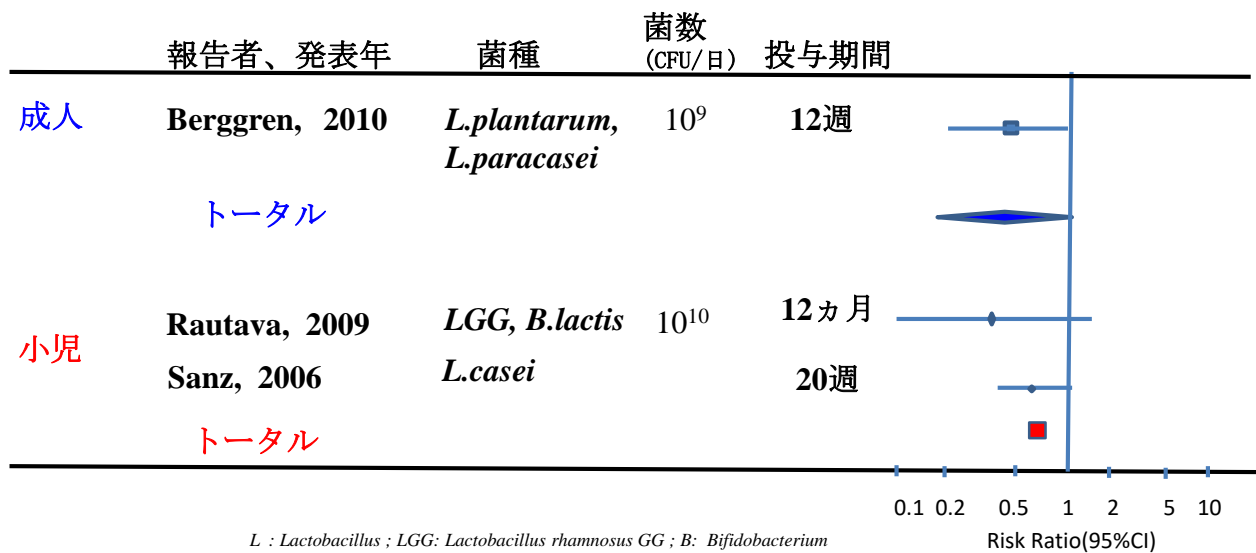 報告者、発表年 菌種 菌数 (CFU/日) 投与期間
成人 Berggren, 2010 L.plantarum, L.paracasei 10⁹ 12週
トータル
小児
Rautava, 2009 LGG, B.lactis 10¹⁰ 12ヵ月
Sanz, 2006 L.casei 20週
トータル
0.1 0.2 0.5 1 2 5 10
L : Lactobacillus ; LGG: Lactobacillus rhamnosus GG ; B: Bifidobacterium
Risk Ratio(95%CI)